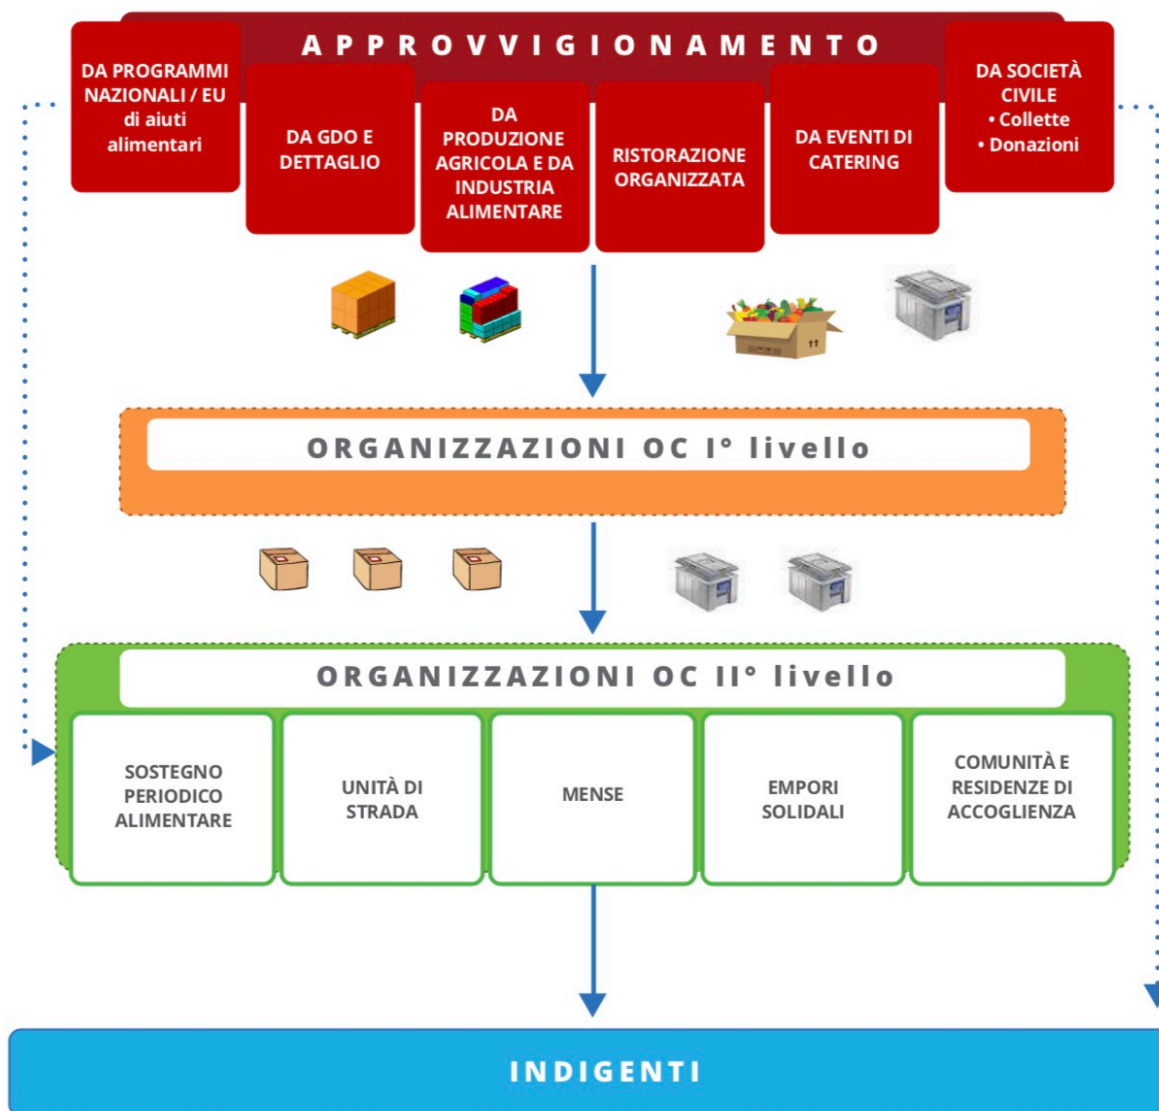 APPROVVIGIONAMENTO
DA PROGRAMMI
NAZIONALI / EU
di aiuti
alimentari
DA GDO E
DETTAGLIO
DA
PRODUZIONE
AGRICOLA E DA
INDUSTRIA
ALIMENTARE
RISTORAZIONE
ORGANIZZATA
DA EVENTI DI
CATERING
DA SOCIETÀ
CIVILE
• Collette
• Donazioni
ORGANIZZAZIONI OC I° livello
ORGANIZZAZIONI OC II° livello
SOSTEGNO
PERIODICO
ALIMENTARE
UNITÀ DI
STRADA
MENSE
EMPORI
SOLIDALI
COMUNITÀ E
RESIDENZE DI
ACCOGLIENZA
INDIGENTI